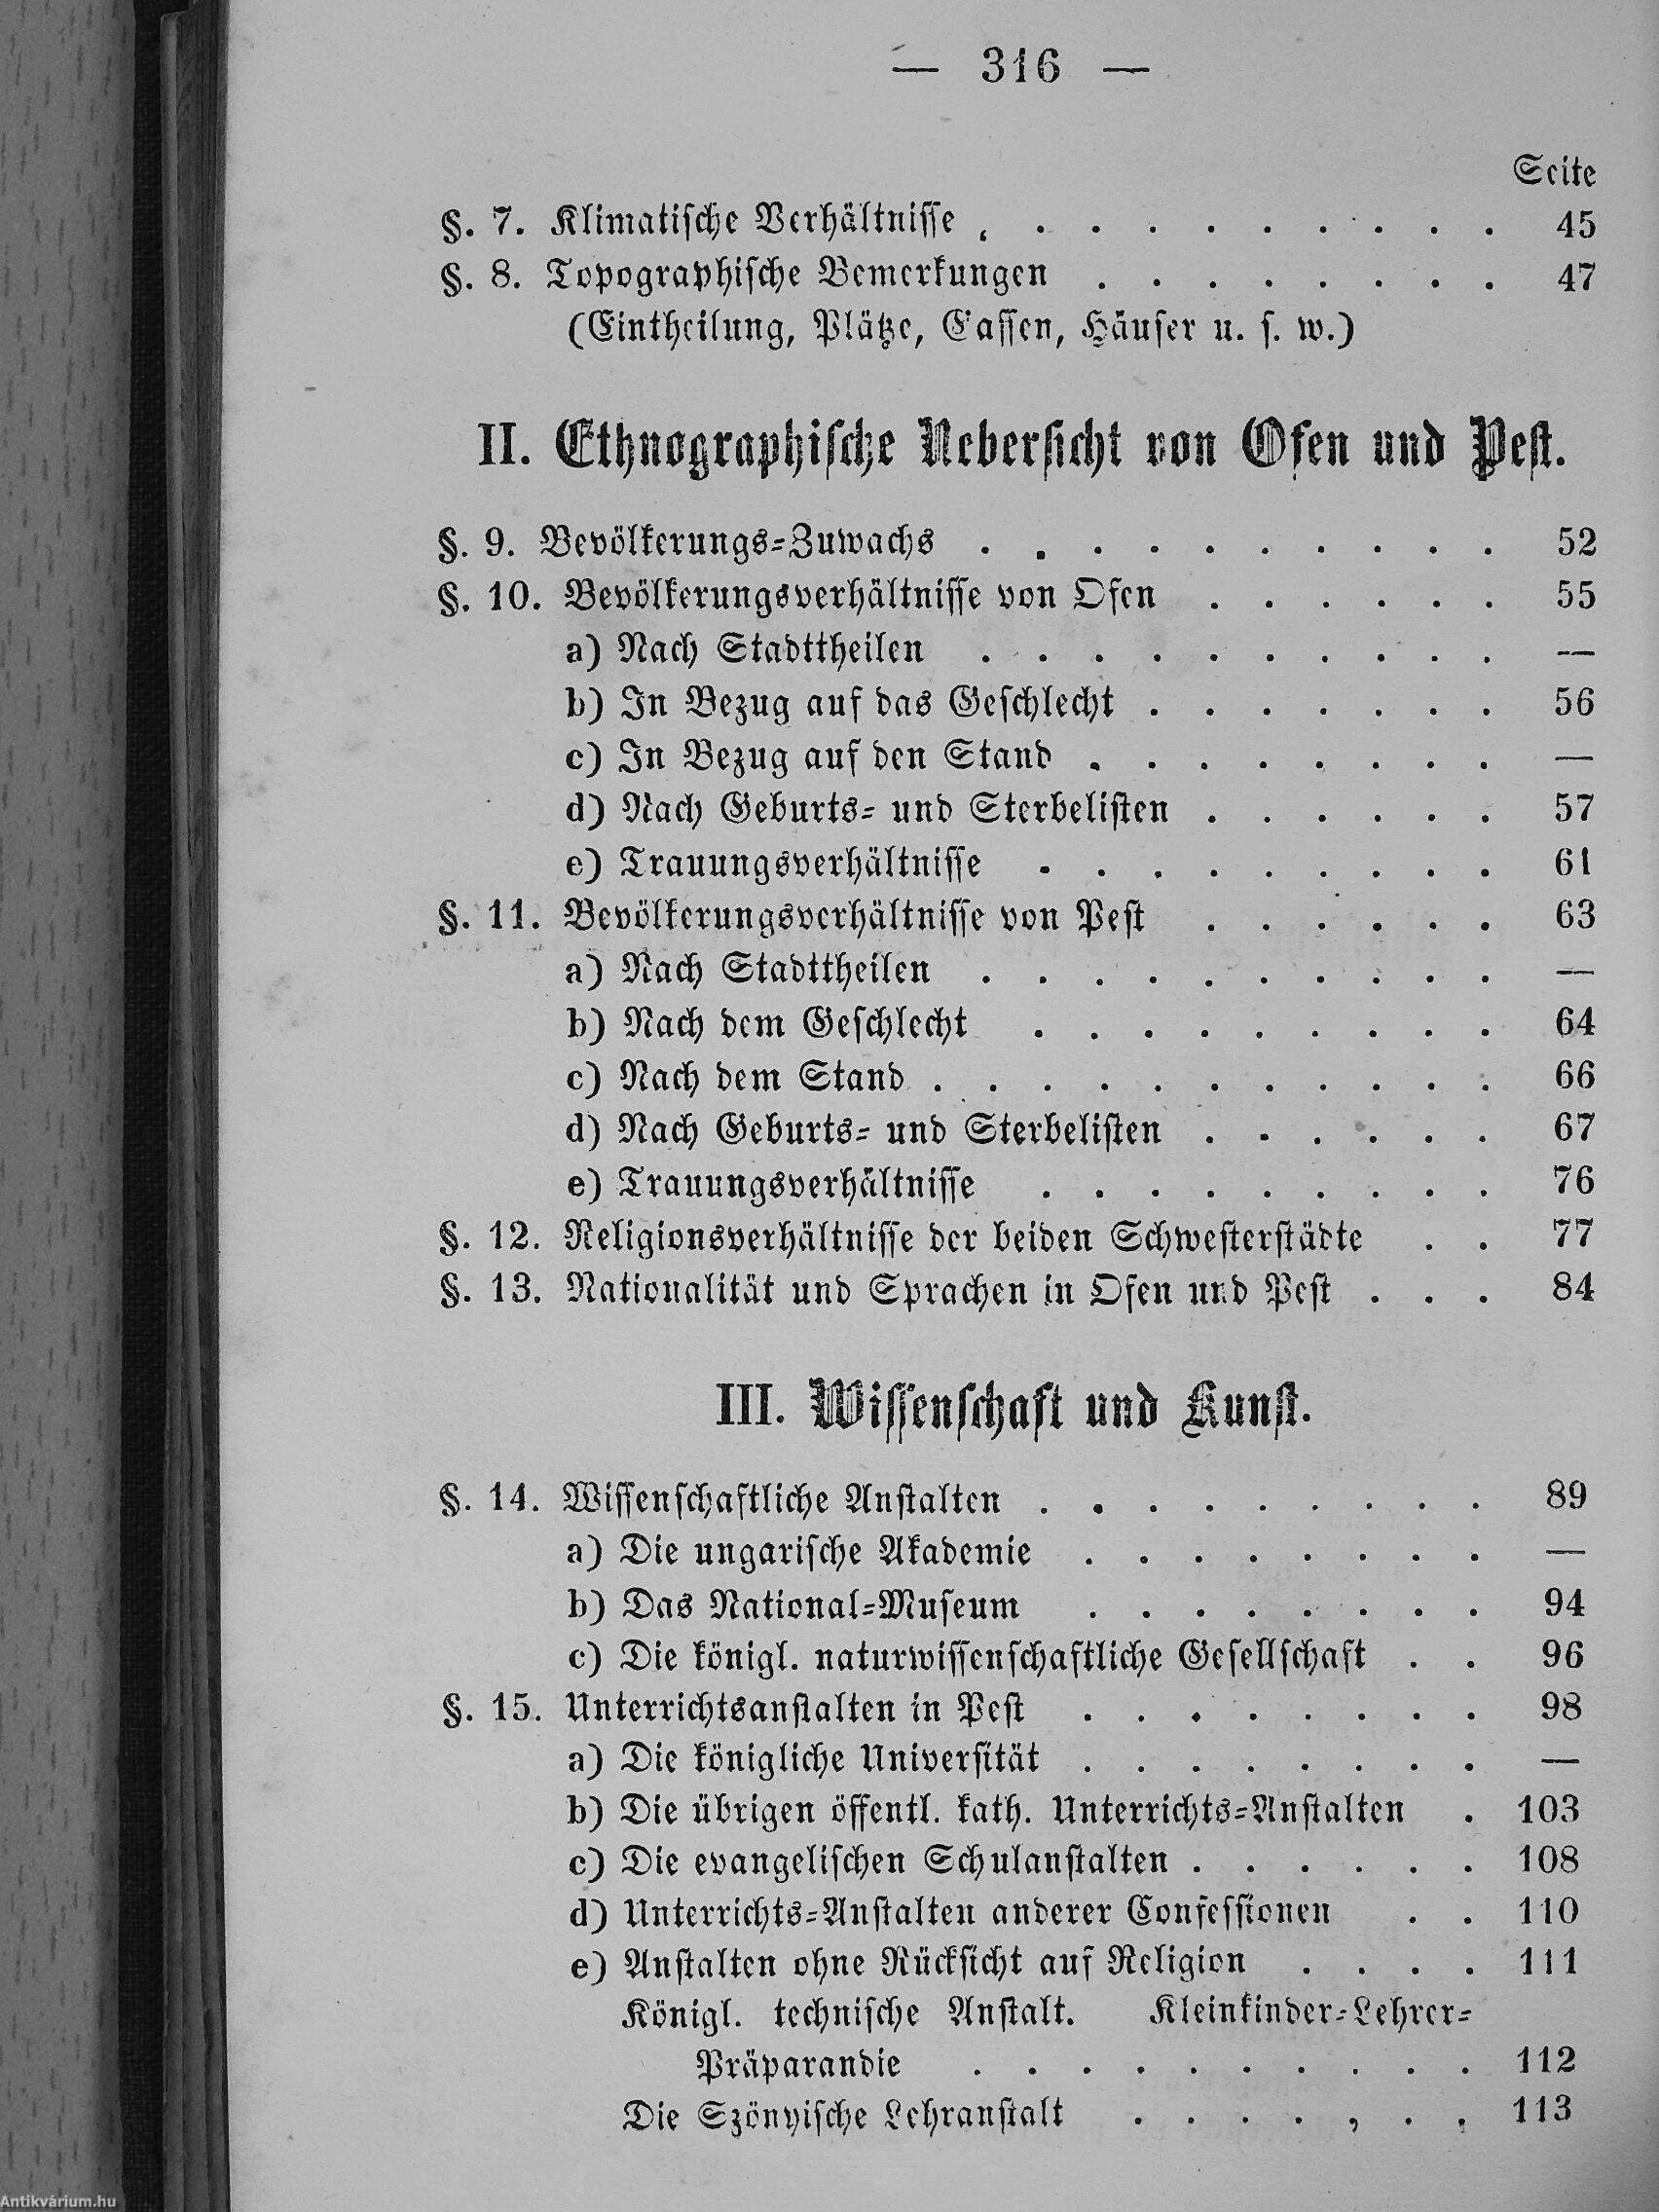 — 316 —
Seite
§. 7. Klimatische Verhältnisse . . . . . . . . . . 45
§. 8. Topographische Bemerkungen . . . . . . . . 47
(Eintheilung, Plätze, Cassen, Häuser u. s. w.)
II. Ethnographische Uebersicht von Ofen und Pest.
§. 9. Bevölkerungs-Zuwachs . . . . . . . . . . 52
§. 10. Bevölkerungsverhältnisse von Ofen . . . . . . 55
a) Nach Stadttheilen . . . . . . . . . . —
b) In Bezug auf das Geschlecht . . . . . . . 56
c) In Bezug auf den Stand . . . . . . . . —
d) Nach Geburts- und Sterbelisten . . . . . . 57
e) Trauungsverhältnisse . . . . . . . . . 61
§. 11. Bevölkerungsverhältnisse von Pest . . . . . . 63
a) Nach Stadttheilen . . . . . . . . . . —
b) Nach dem Geschlecht . . . . . . . . . 64
c) Nach dem Stand . . . . . . . . . . . 66
d) Nach Geburts- und Sterbelisten . . . . . . 67
e) Trauungsverhältnisse . . . . . . . . . 76
§. 12. Religionsverhältnisse der beiden Schwesterstädte . . 77
§. 13. Nationalität und Sprachen in Ofen und Pest . . . 84
III. Wissenschaft und Kunst.
§. 14. Wissenschaftliche Anstalten . . . . . . . . . 89
a) Die ungarische Akademie . . . . . . . . —
b) Das National-Museum . . . . . . . . 94
c) Die königl. naturwissenschaftliche Gesellschaft . . 96
§. 15. Unterrichtsanstalten in Pest . . . . . . . . 98
a) Die königliche Universität . . . . . . . . —
b) Die übrigen öffentl. kath. Unterrichts-Anstalten . 103
c) Die evangelischen Schulanstalten . . . . . . 108
d) Unterrichts-Anstalten anderer Confessionen . . 110
e) Anstalten ohne Rücksicht auf Religion . . . . 111
Königl. technische Anstalt. Kleinkinder-Lehrer-
Präparandie . . . . . . . . . . 112
Die Szönyische Lehranstalt . . . . , . . 113
Antikvárium.hu